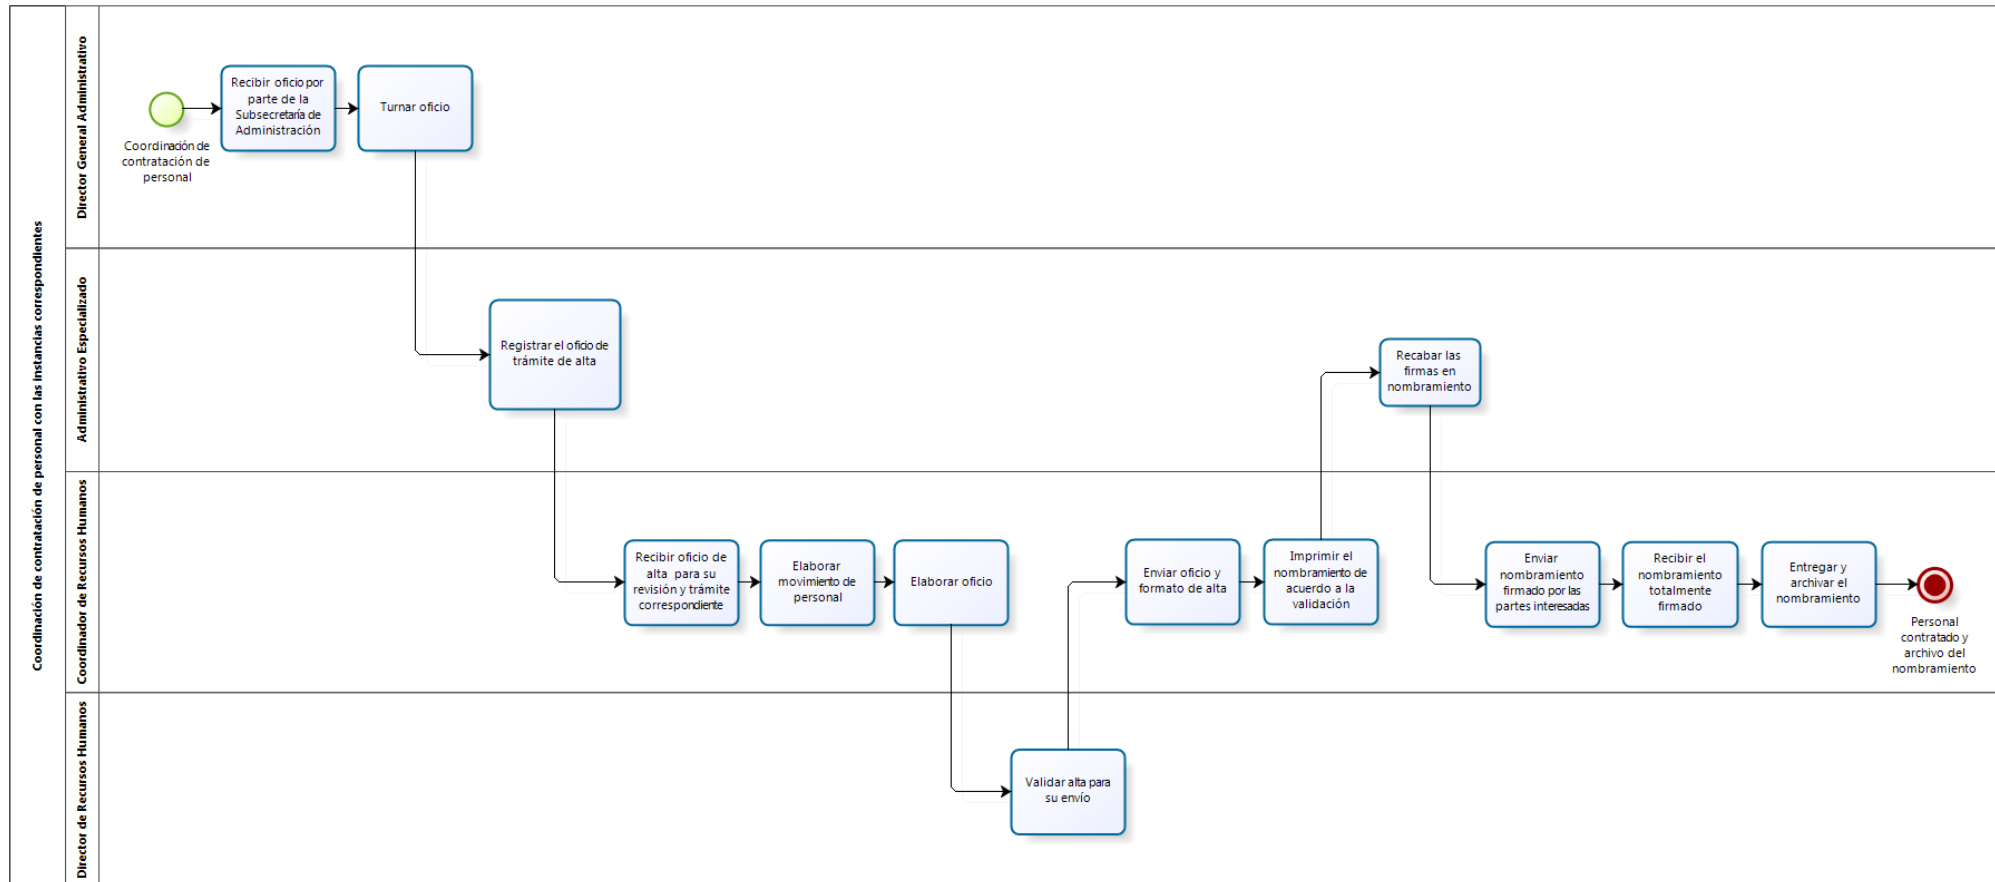 Coordinación de contratación de personal con las instancias correspondientes
Director General Administrativo
Coordinación de
contratación de
personal
Recibir oficio por
parte de la
Subsecretaría de
Administración
Turnar oficio
Administrativo Especializado
Registrar el oficio de
trámite de alta
Recabar las
firmas en
nombramiento
Coordinador de Recursos Humanos
Recibir oficio de
alta para su
revisión y trámite
correspondiente
Elaborar
movimiento de
personal
Elaborar oficio
Enviar oficio y
formato de alta
Imprimir el
nombramiento de
acuerdo a la
validación
Enviar
nombramiento
firmado por las
partes interesadas
Recibir el
nombramiento
totalmente
firmado
Entregar y
archivar el
nombramiento
Personal
contratado y
archivo del
nombramiento
Director de Recursos Humanos
Validar alta para
su envío